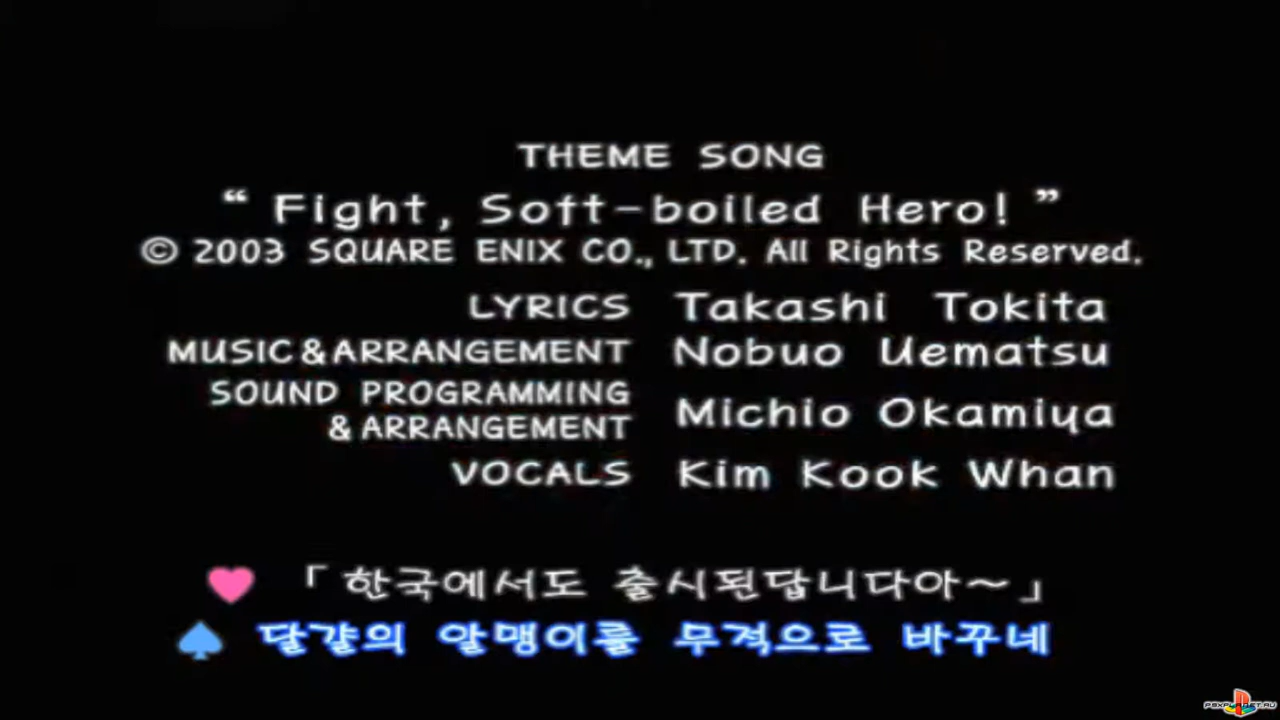 THEME SONG
“ Fight, Soft-boiled Hero! ”
© 2003 SQUARE ENIX CO., LTD. All Rights Reserved.
LYRICS Takashi Tokita
MUSIC&ARRANGEMENT Nobuo Uematsu
SOUND PROGRAMMING
& ARRANGEMENT Michio Okamiya
VOCALS Kim Kook Whan
♥ 「한국에서도 출시된답니다아~」
♠ 달걀의 알맹이를 무적으로 바꾸네
PSXPLANET.RU